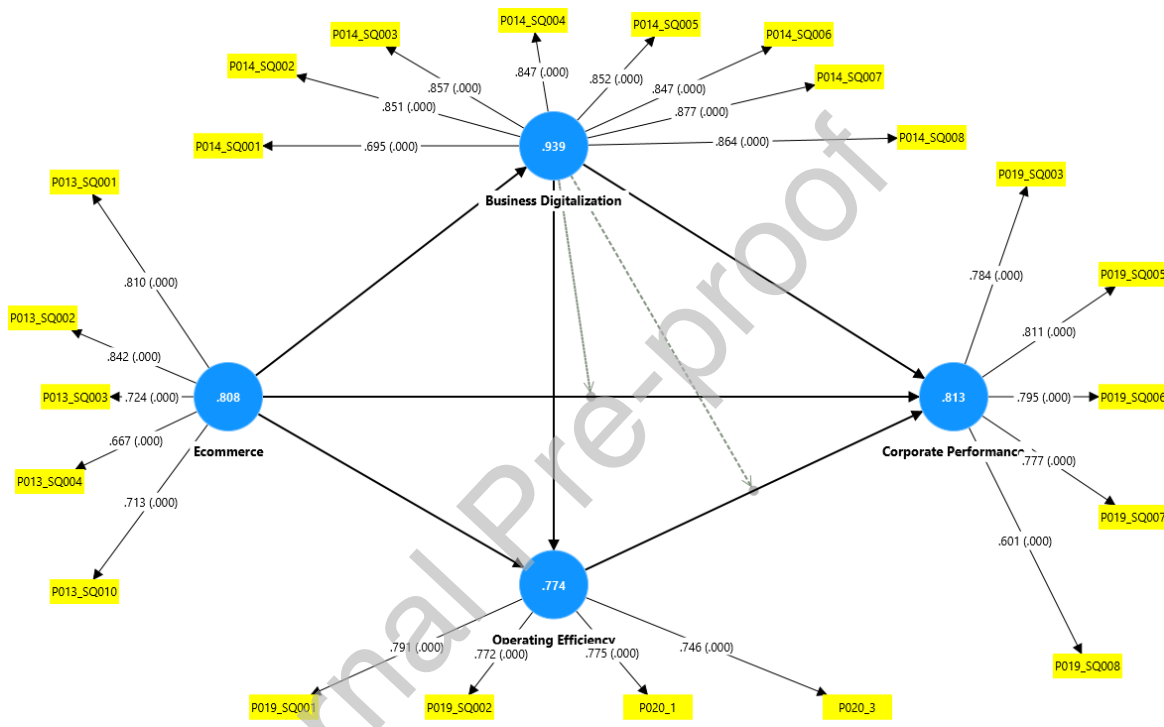 P014_SQ004
P014_SQ005
P014_SQ003
P014_SQ006
P014_SQ002
P014_SQ007
.847 (.000)
.852 (.000)
.857 (.000)
.847 (.000)
.851 (.000)
.877 (.000)
P014_SQ001
.695 (.000)
.939
.864 (.000)
P014_SQ008
P013_SQ001
P019_SQ003
Business Digitalization
.810 (.000)
.784 (.000)
P019_SQ005
P013_SQ002
.811 (.000)
.842 (.000)
P013_SQ003
.724 (.000)
.808
.813
.795 (.000)
P019_SQ006
.667 (.000)
Ecommerce
Corporate Performance
P013_SQ004
.777 (.000)
.713 (.000)
P019_SQ007
.601 (.000)
P013_SQ010
.774
Operating Efficiency
.791 (.000)
.772 (.000)
.775 (.000)
.746 (.000)
P019_SQ008
P019_SQ001
P019_SQ002
P020_1
P020_3
rnal Pre-proof